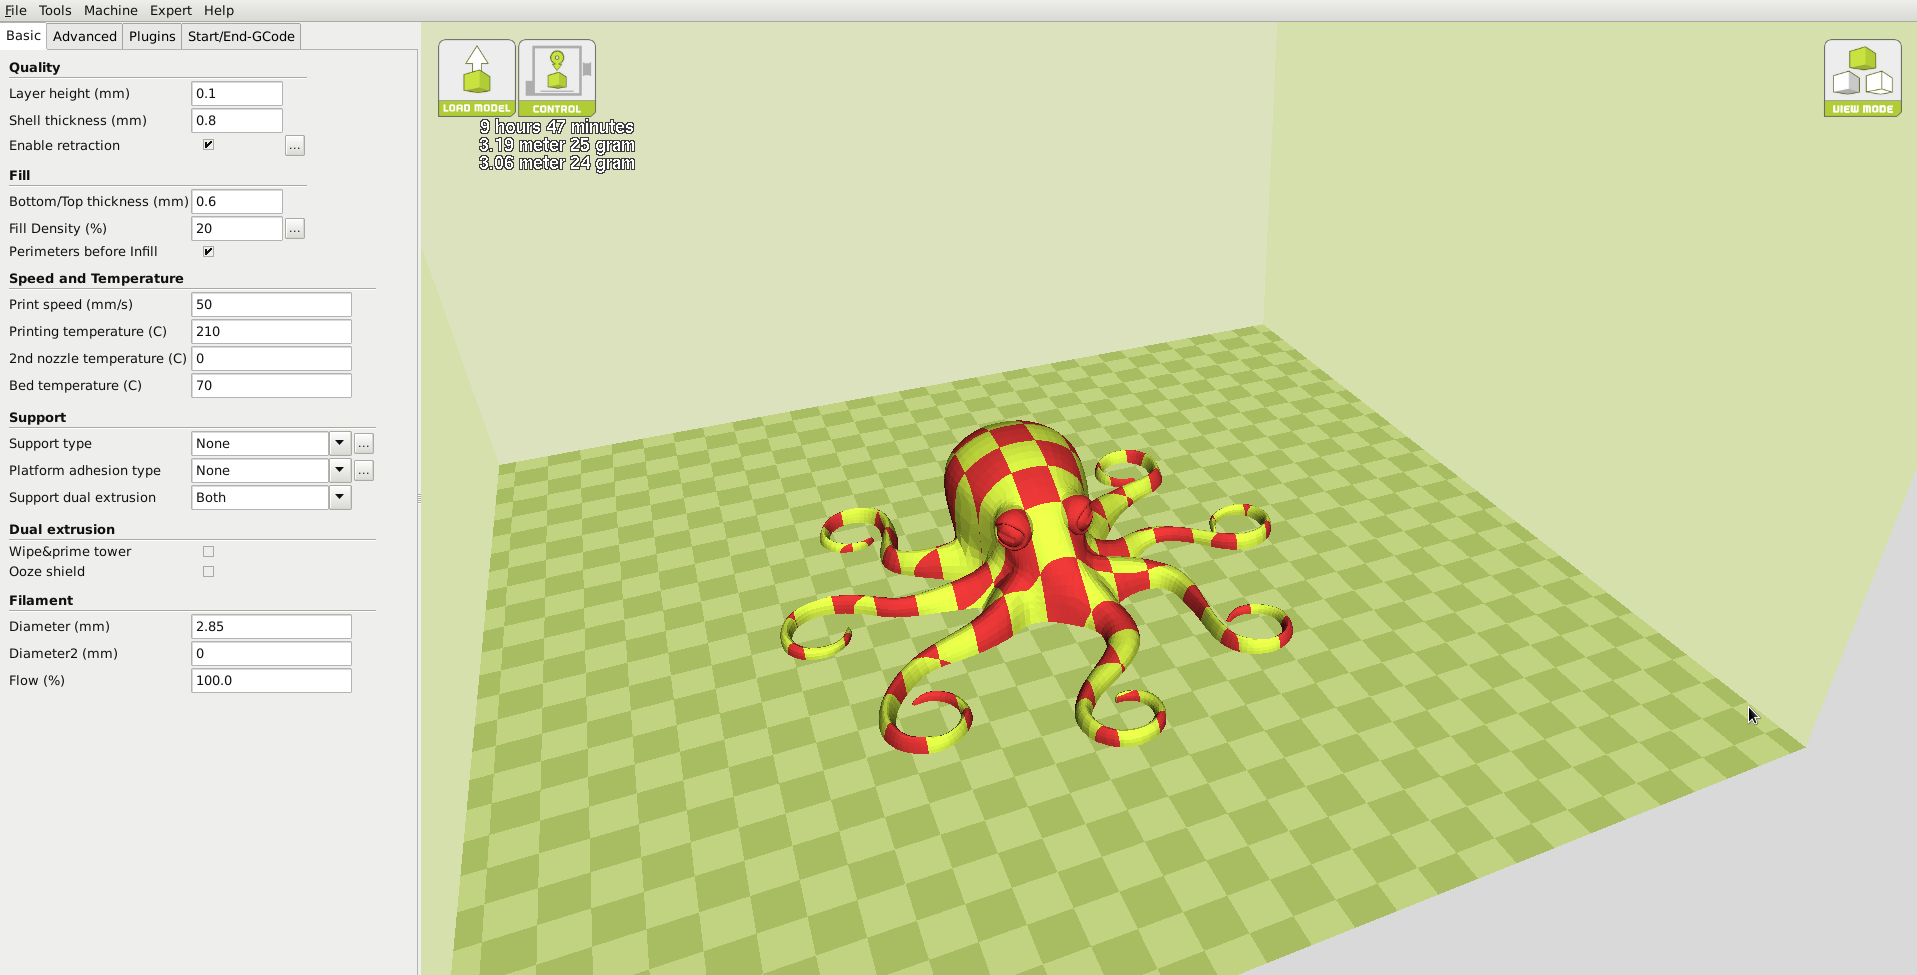 File Tools Machine Expert Help
Basic Advanced Plugins Start/End-GCode
Quality
Layer height (mm) 0.1
Shell thickness (mm) 0.8
Enable retraction ...
Fill
Bottom/Top thickness (mm) 0.6
Fill Density (%) 20 ...
Perimeters before Infill
Speed and Temperature
Print speed (mm/s) 50
Printing temperature (C) 210
2nd nozzle temperature (C) 0
Bed temperature (C) 70
Support
Support type None ...
Platform adhesion type None ...
Support dual extrusion Both
Dual extrusion
Wipe&prime tower
Ooze shield
Filament
Diameter (mm) 2.85
Diameter2 (mm) 0
Flow (%) 100.0
LOAD MODEL CONTROL
9 hours 47 minutes
3.19 meter 25 gram
3.06 meter 24 gram
VIEW MODE